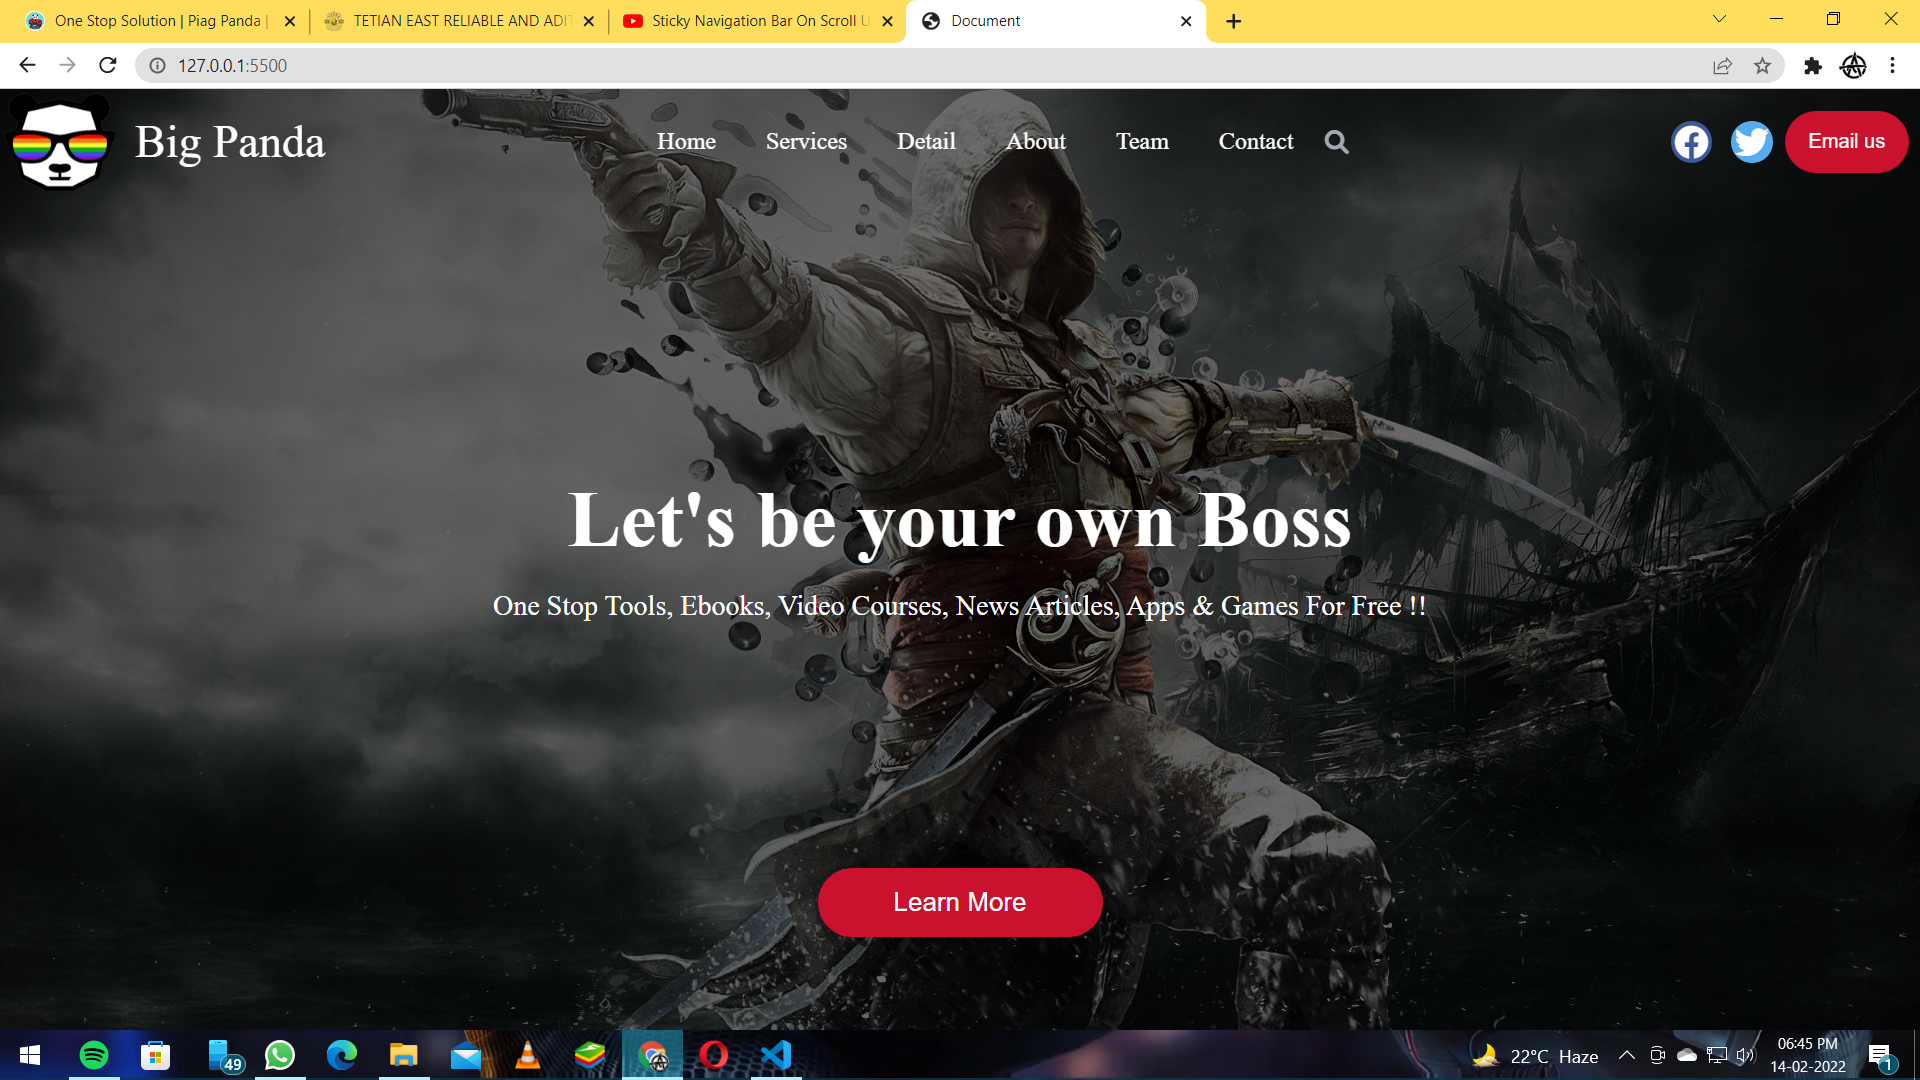 One Stop Solution | Piag Panda |
TETIAN EAST RELIABLE AND ADIT
Sticky Navigation Bar On Scroll U
Document
127.0.0.1:5500
Big Panda
Home Services Detail About Team Contact
Email us
Let's be your own Boss
One Stop Tools, Ebooks, Video Courses, News Articles, Apps & Games For Free !!
Learn More
49
22°C Haze
06:45 PM
14-02-2022
1